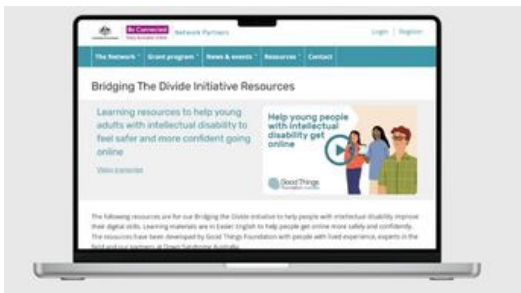 Be Connected
Network Partners
Login | Register
The Network
Grant program
News & events
Resources
Contact
Bridging The Divide Initiative Resources
Learning resources to help young
adults with intellectual disability to
feel safer and more confident going
online
Video transcript
Help young people
with intellectual
disability get
online
Good Things
Foundation
The following resources are for our Bridging the Divide initiative to help people with intellectual disability improve
their digital skills. Learning materials are in Easier English to help people get online more safely and confidently.
The resources have been developed by Good Things Foundation with people with lived experience, experts in the
field and our partners at Down Syndrome Australia.